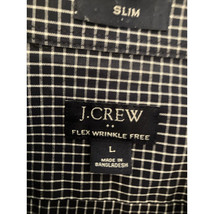 SLIM
J.CREW
FLEX WRINKLE FREE
L
MADE IN
BANGLADESH